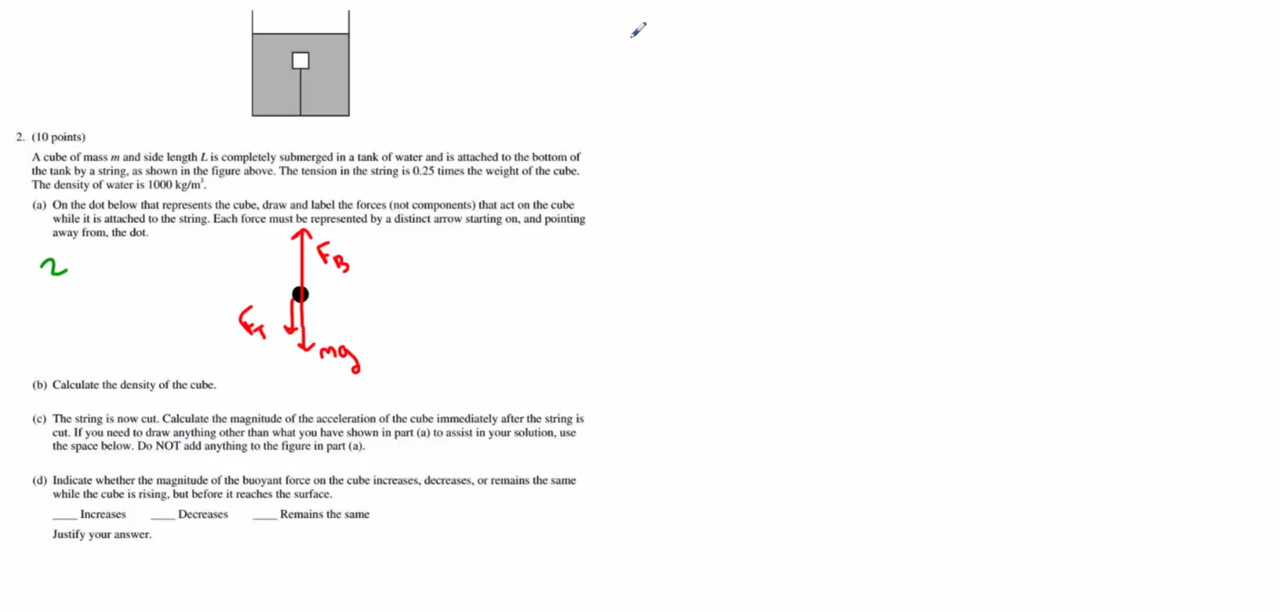 2. (10 points)
A cube of mass m and side length L is completely submerged in a tank of water and is attached to the bottom of
the tank by a string, as shown in the figure above. The tension in the string is 0.25 times the weight of the cube.
The density of water is 1000 kg/m³.
(a) On the dot below that represents the cube, draw and label the forces (not components) that act on the cube
while it is attached to the string. Each force must be represented by a distinct arrow starting on, and pointing
away from, the dot.
2
F_B
F_T
mg
(b) Calculate the density of the cube.
(c) The string is now cut. Calculate the magnitude of the acceleration of the cube immediately after the string is
cut. If you need to draw anything other than what you have shown in part (a) to assist in your solution, use
the space below. Do NOT add anything to the figure in part (a).
(d) Indicate whether the magnitude of the buoyant force on the cube increases, decreases, or remains the same
while the cube is rising, but before it reaches the surface.
____ Increases ____ Decreases ____ Remains the same
Justify your answer.